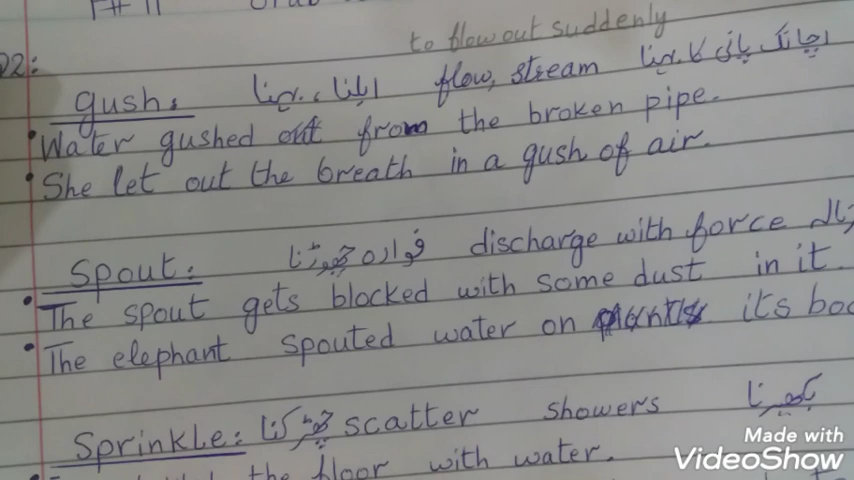 to flow out suddenly
Q2:
gush: ابلنا ، بہنا flow, stream اچانک پانی کا بہنا
• Water gushed out from the broken pipe.
• She let out the breath in a gush of air.
Spout: فوارہ چھوڑنا discharge with force
• The spout gets blocked with some dust in it.
• The elephant spouted water on its
Sprinkle: چھڑکنا scatter showers بکھیرنا
the floor with water.
Made with
VideoShow